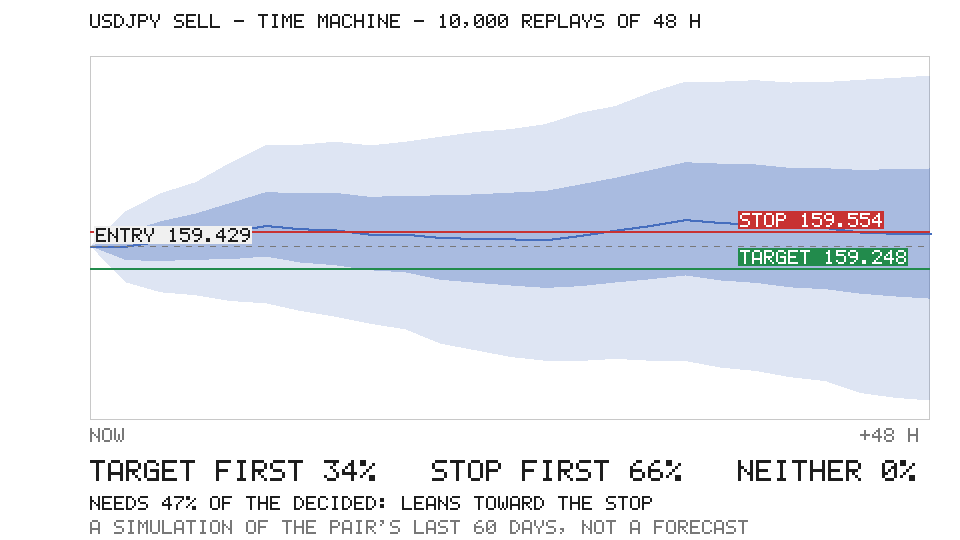 USDJPY SELL - TIME MACHINE - 10,000 REPLAYS OF 48 H
STOP 159.554
ENTRY 159.429
TARGET 159.248
NOW +48 H
TARGET FIRST 34% STOP FIRST 66% NEITHER 0%
NEEDS 47% OF THE DECIDED: LEANS TOWARD THE STOP
A SIMULATION OF THE PAIR'S LAST 60 DAYS, NOT A FORECAST